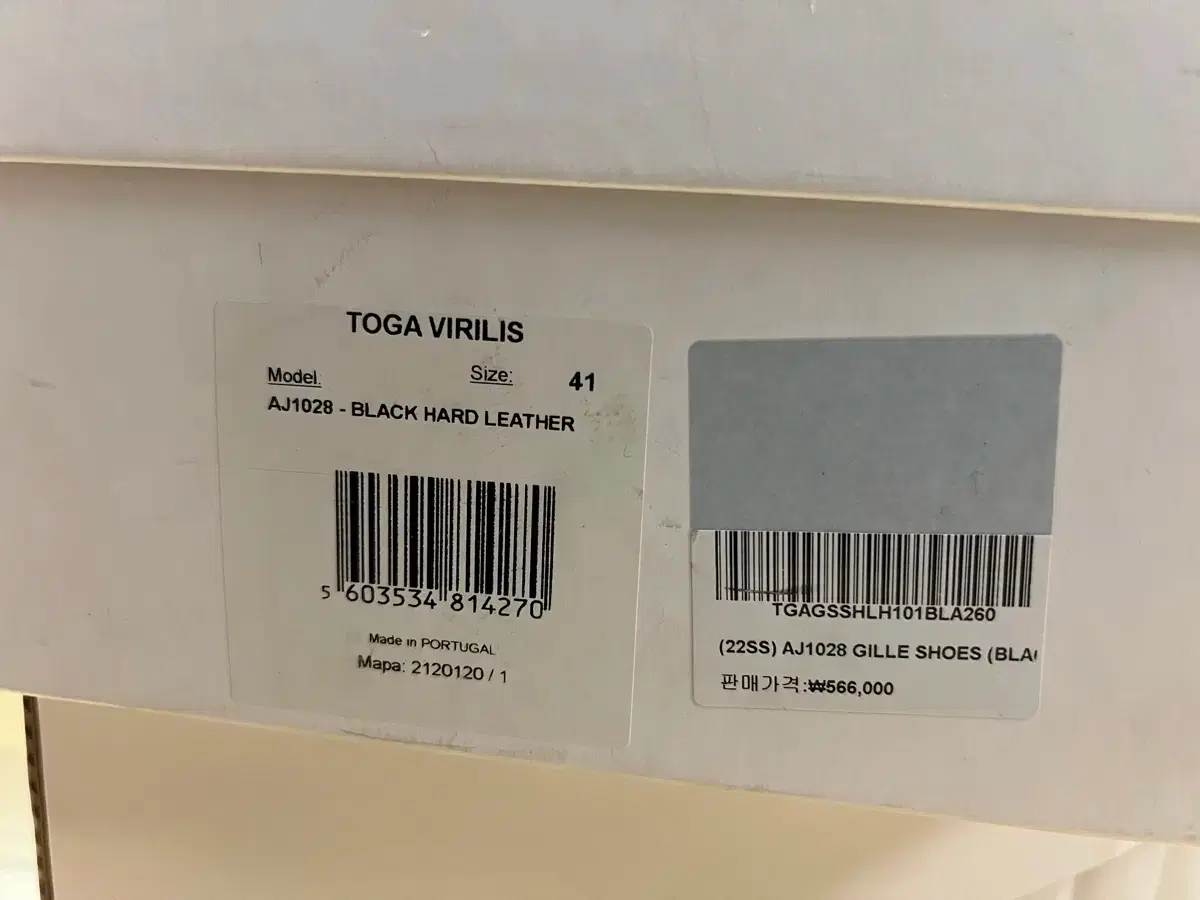 TOGA VIRILIS
Model. Size: 41
AJ1028 - BLACK HARD LEATHER
5 603534 814270
Made in PORTUGAL
Mapa: 2120120 / 1
TGAGSSHLH101BLA260
(22SS) AJ1028 GILLE SHOES (BLA
판매가격:₩566,000